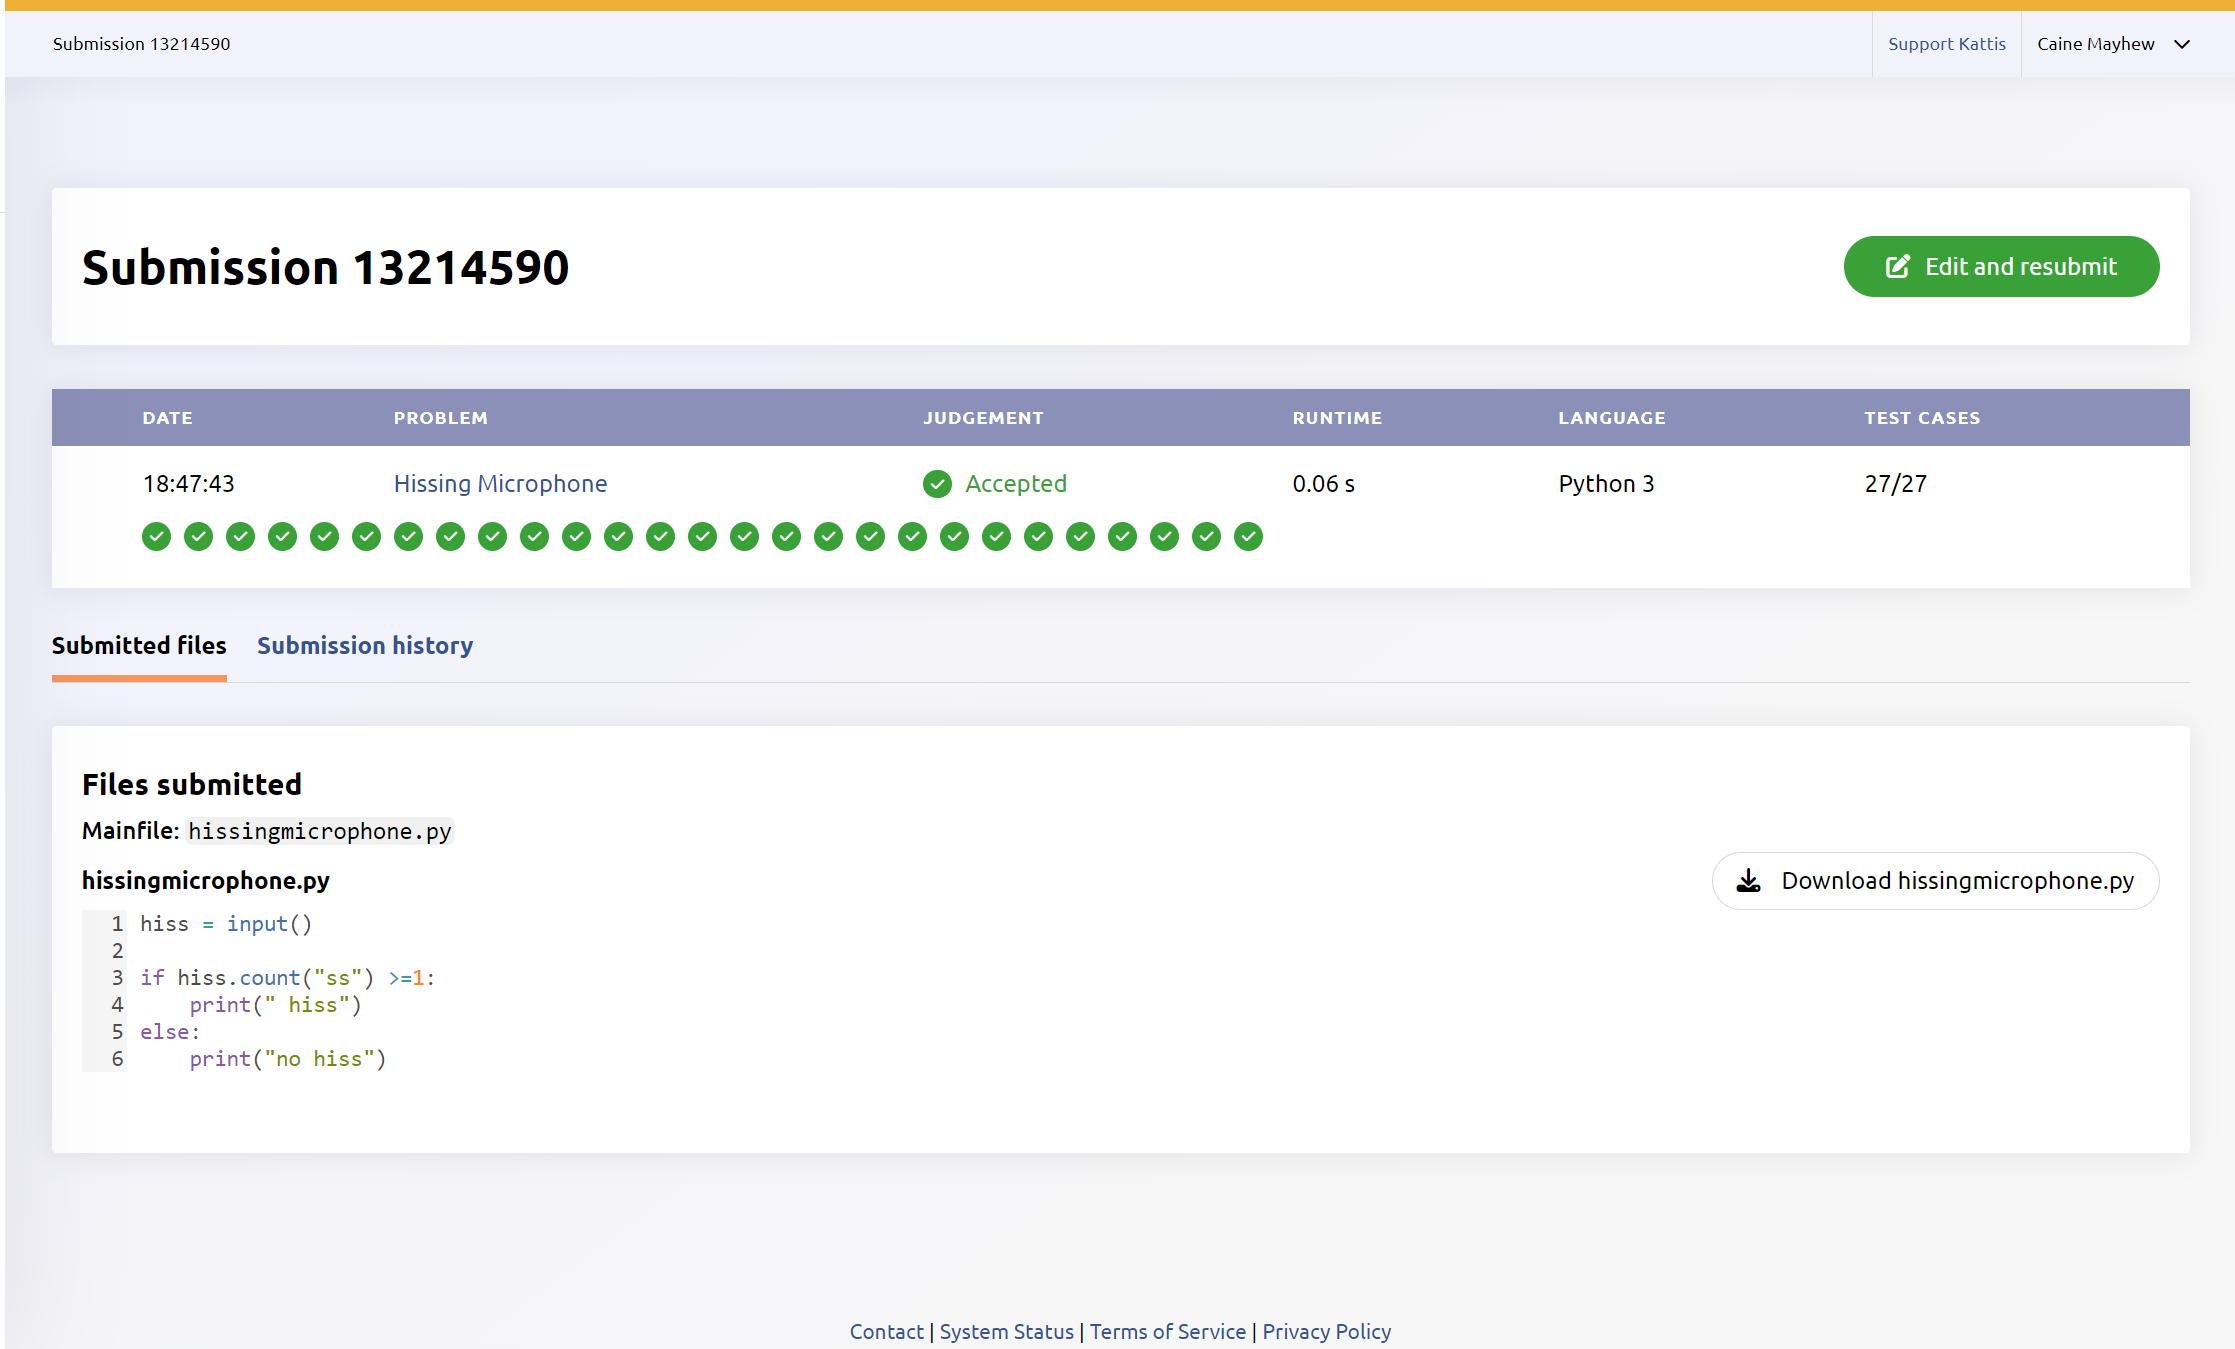 Submission 13214590 Support Kattis Caine Mayhew
Submission 13214590 Edit and resubmit
DATE PROBLEM JUDGEMENT RUNTIME LANGUAGE TEST CASES
18:47:43 Hissing Microphone Accepted 0.06 s Python 3 27/27
Submitted files Submission history
Files submitted
Mainfile: hissingmicrophone.py
hissingmicrophone.py Download hissingmicrophone.py
1 hiss = input()
2
3 if hiss.count("ss") >=1:
4     print(" hiss")
5 else:
6     print("no hiss")
Contact | System Status | Terms of Service | Privacy Policy